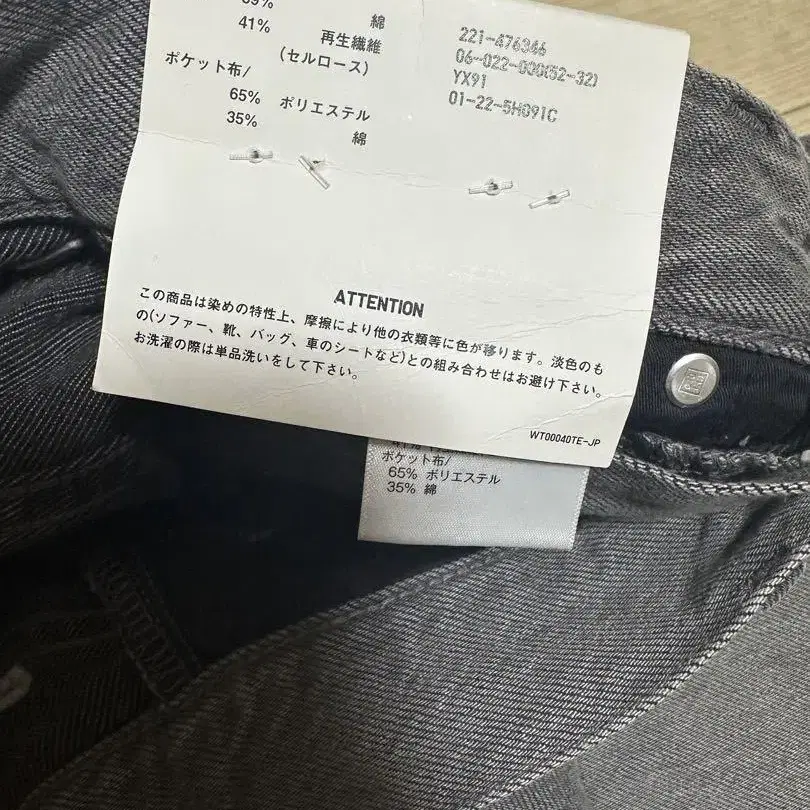 59%
綿
41%
再生繊維
(セルロース)
ポケット布/
65% ポリエステル
35% 綿
221-476346
06-022-000(52-32)
YX91
01-22-5H091C
ATTENTION
この商品は染めの特性上、摩擦により他の衣類等に色が移ります。淡色のも
の(ソファー、靴、バッグ、車のシートなど)との組み合わせはお避け下さい。
お洗濯の際は単品洗いをして下さい。
WT00040TE-JP
ポケット布/
65% ポリエステル
35% 綿